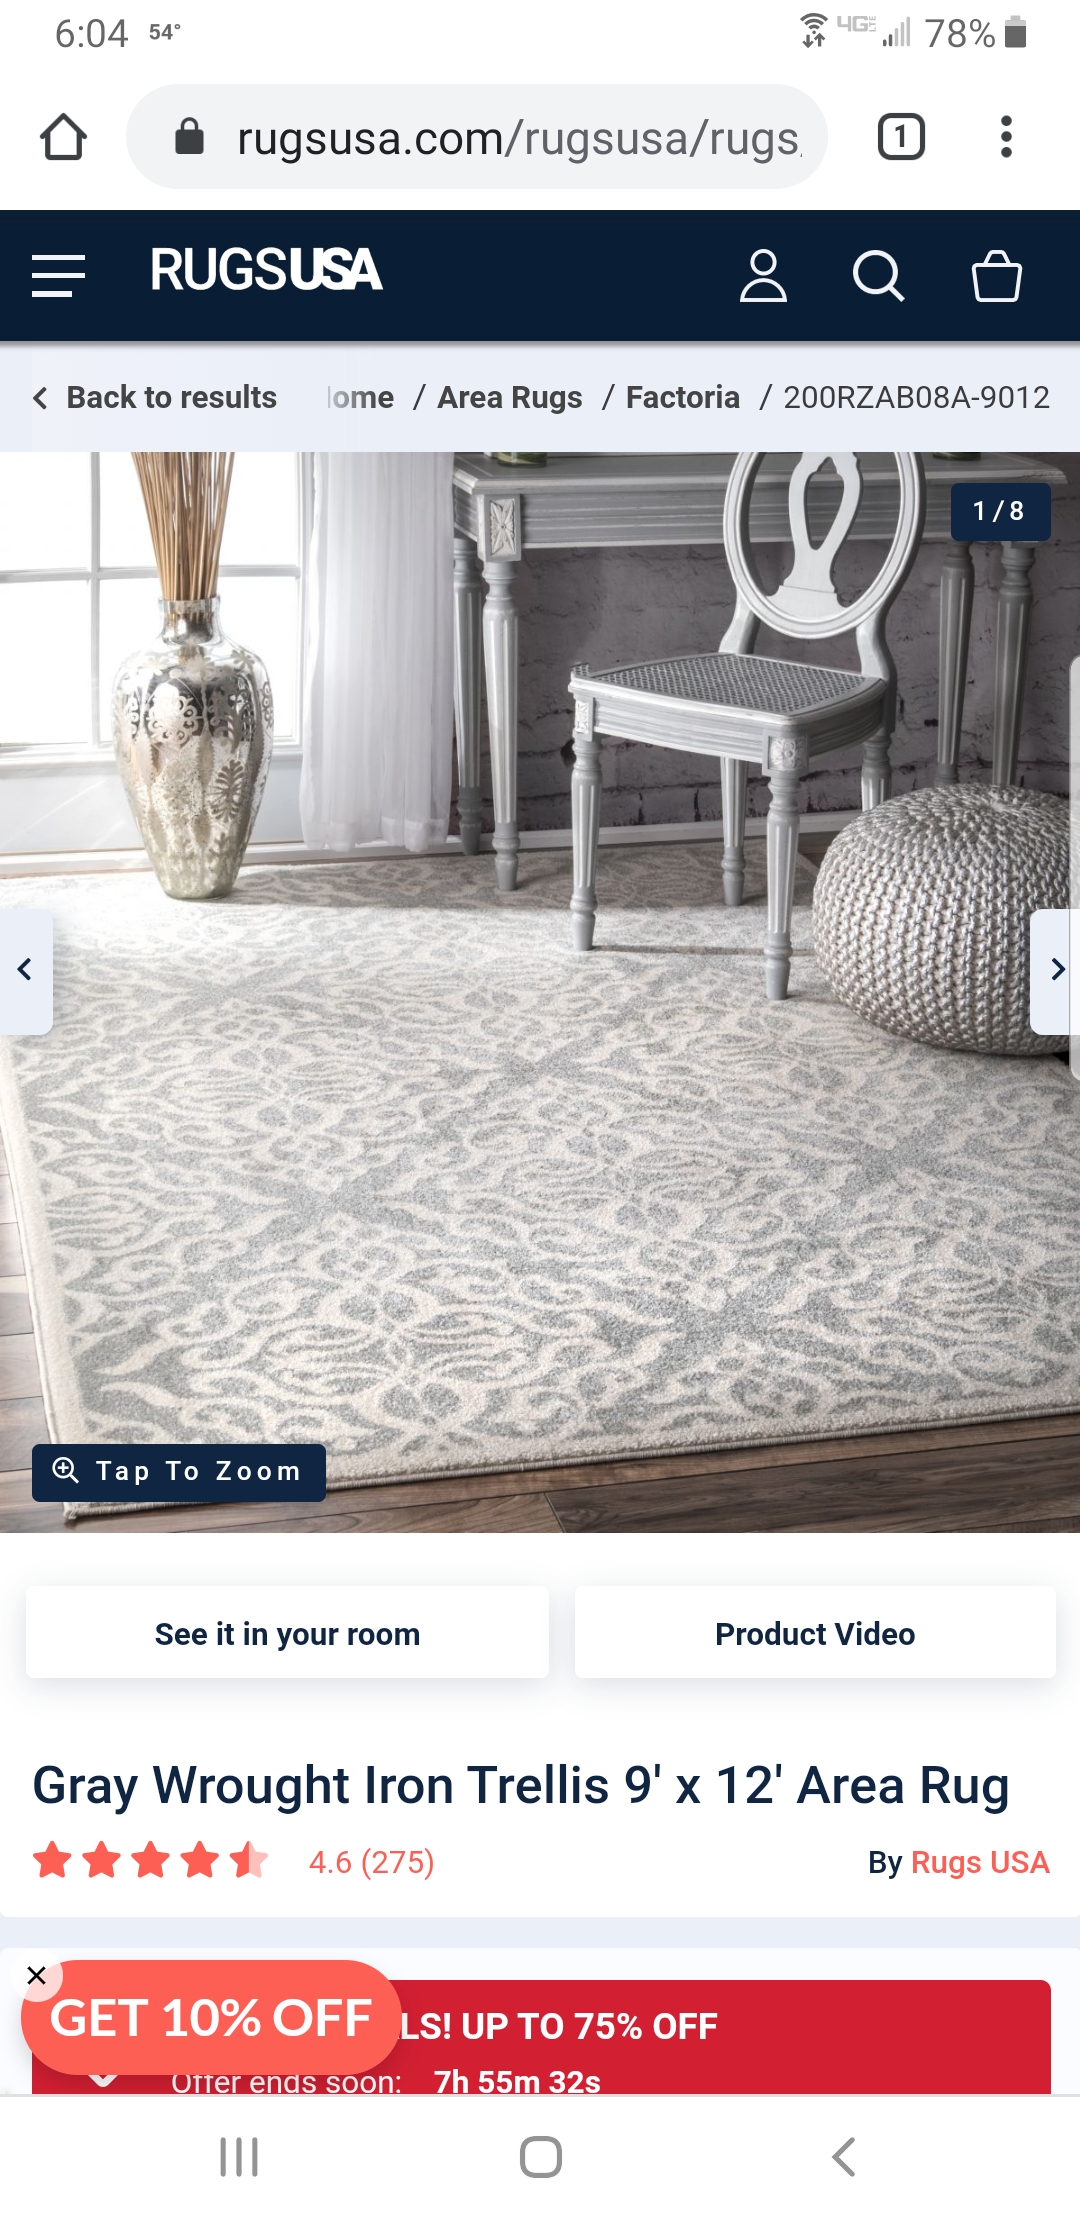 6:04 54° 4G 78%
rugsusa.com/rugsusa/rugs
1
RUGSUSA
Back to results ome / Area Rugs / Factoria / 200RZAB08A-9012
1 / 8
Tap To Zoom
See it in your room Product Video
Gray Wrought Iron Trellis 9' x 12' Area Rug
4.6 (275) By Rugs USA
GET 10% OFF LS! UP TO 75% OFF
Offer ends soon: 7h 55m 32s